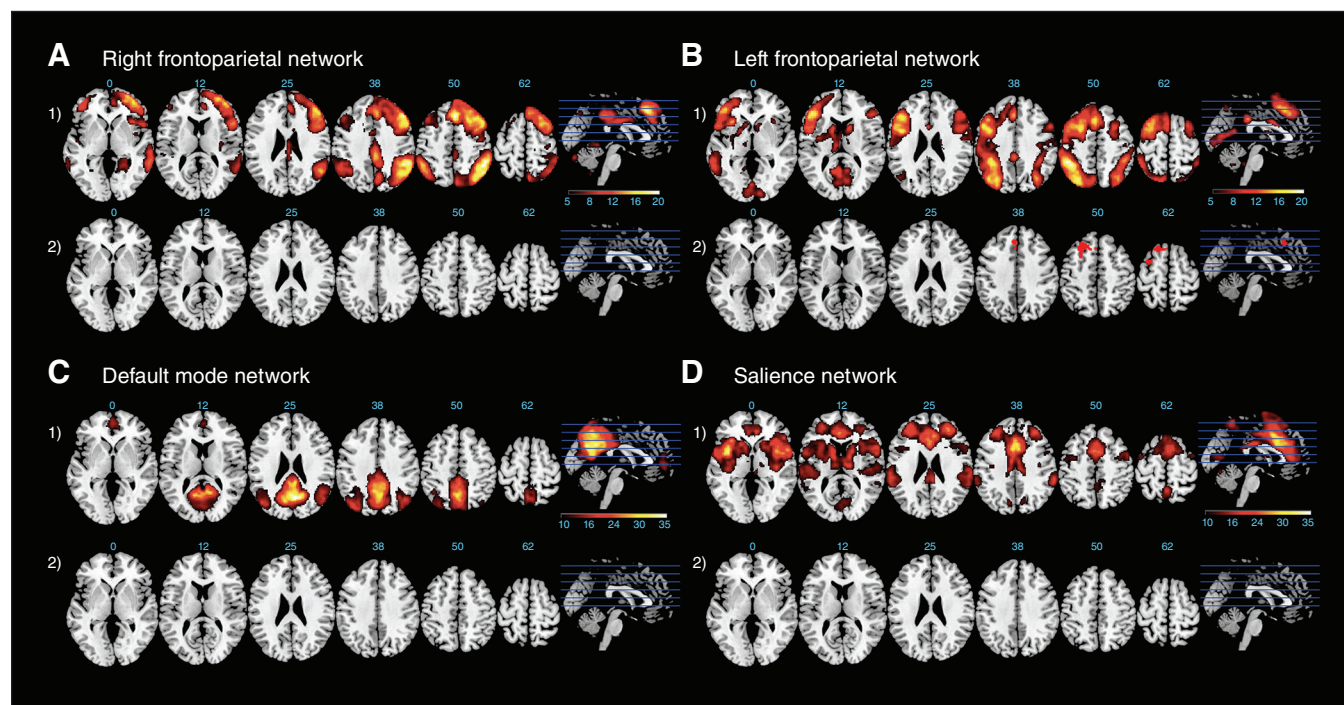 A Right frontoparietal network
0 12 25 38 50 62
1)
5 8 12 16 20
0 12 25 38 50 62
2)
B Left frontoparietal network
0 12 25 38 50 62
1)
5 8 12 16 20
0 12 25 38 50 62
2)
C Default mode network
0 12 25 38 50 62
1)
10 16 24 30 35
0 12 25 38 50 62
2)
D Salience network
0 12 25 38 50 62
1)
10 16 24 30 35
0 12 25 38 50 62
2)